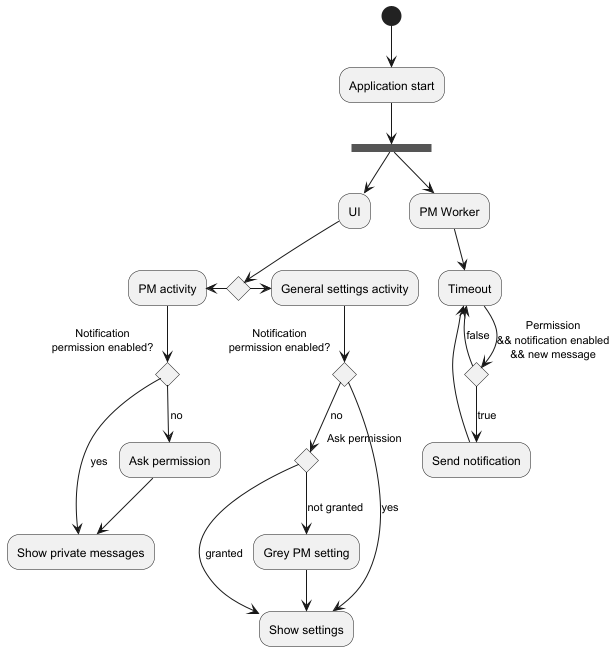 Application start
UI
PM Worker
PM activity
General settings activity
Timeout
Notification
permission enabled?
Notification
permission enabled?
false
Permission
&& notification enabled
&& new message
no
no
true
Ask permission
yes
Ask permission
Send notification
not granted
yes
Show private messages
granted
Grey PM setting
Show settings